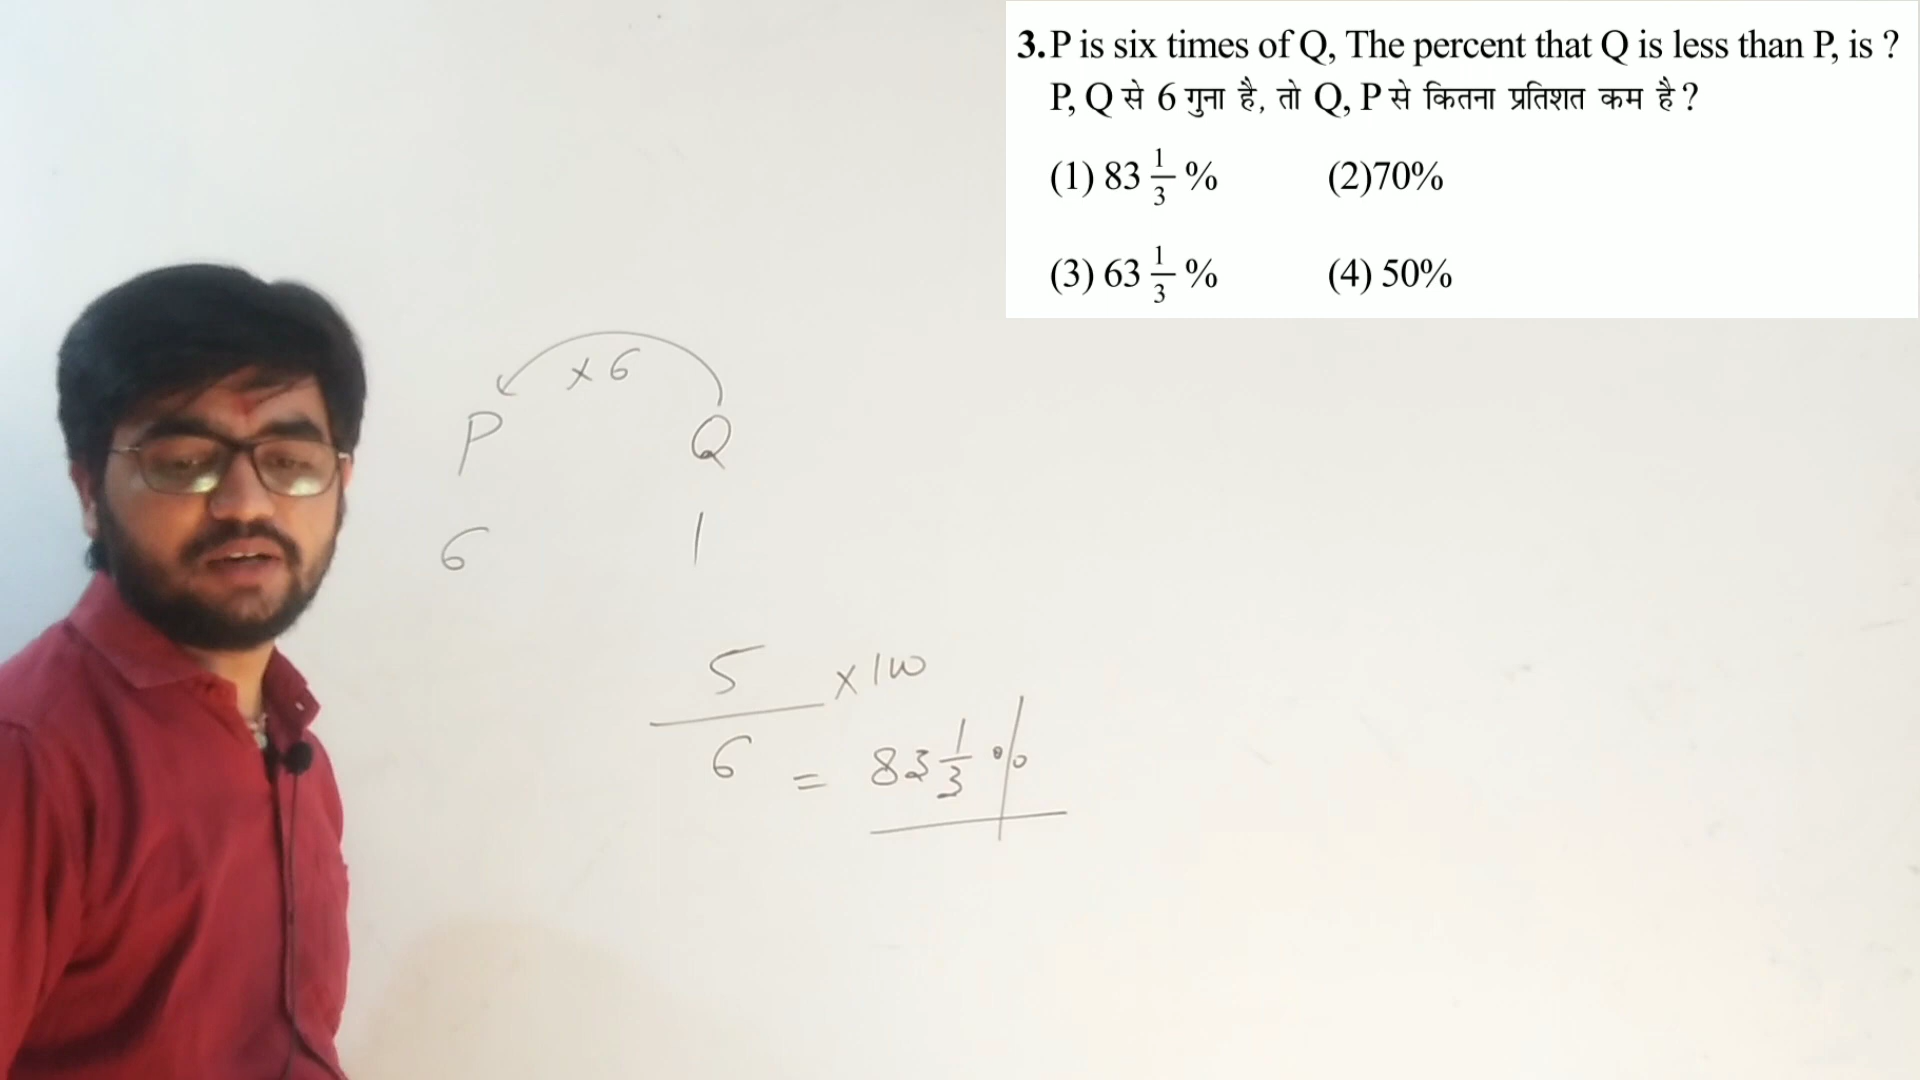 3.P is six times of Q, The percent that Q is less than P, is ?
P, Q से 6 गुना है, तो Q, P से कितना प्रतिशत कम है ?
(1) 83 1/3 % (2)70%
(3) 63 1/3 % (4) 50%
× 6
P Q
6 1
5/6 × 100
= 83 1/3 %